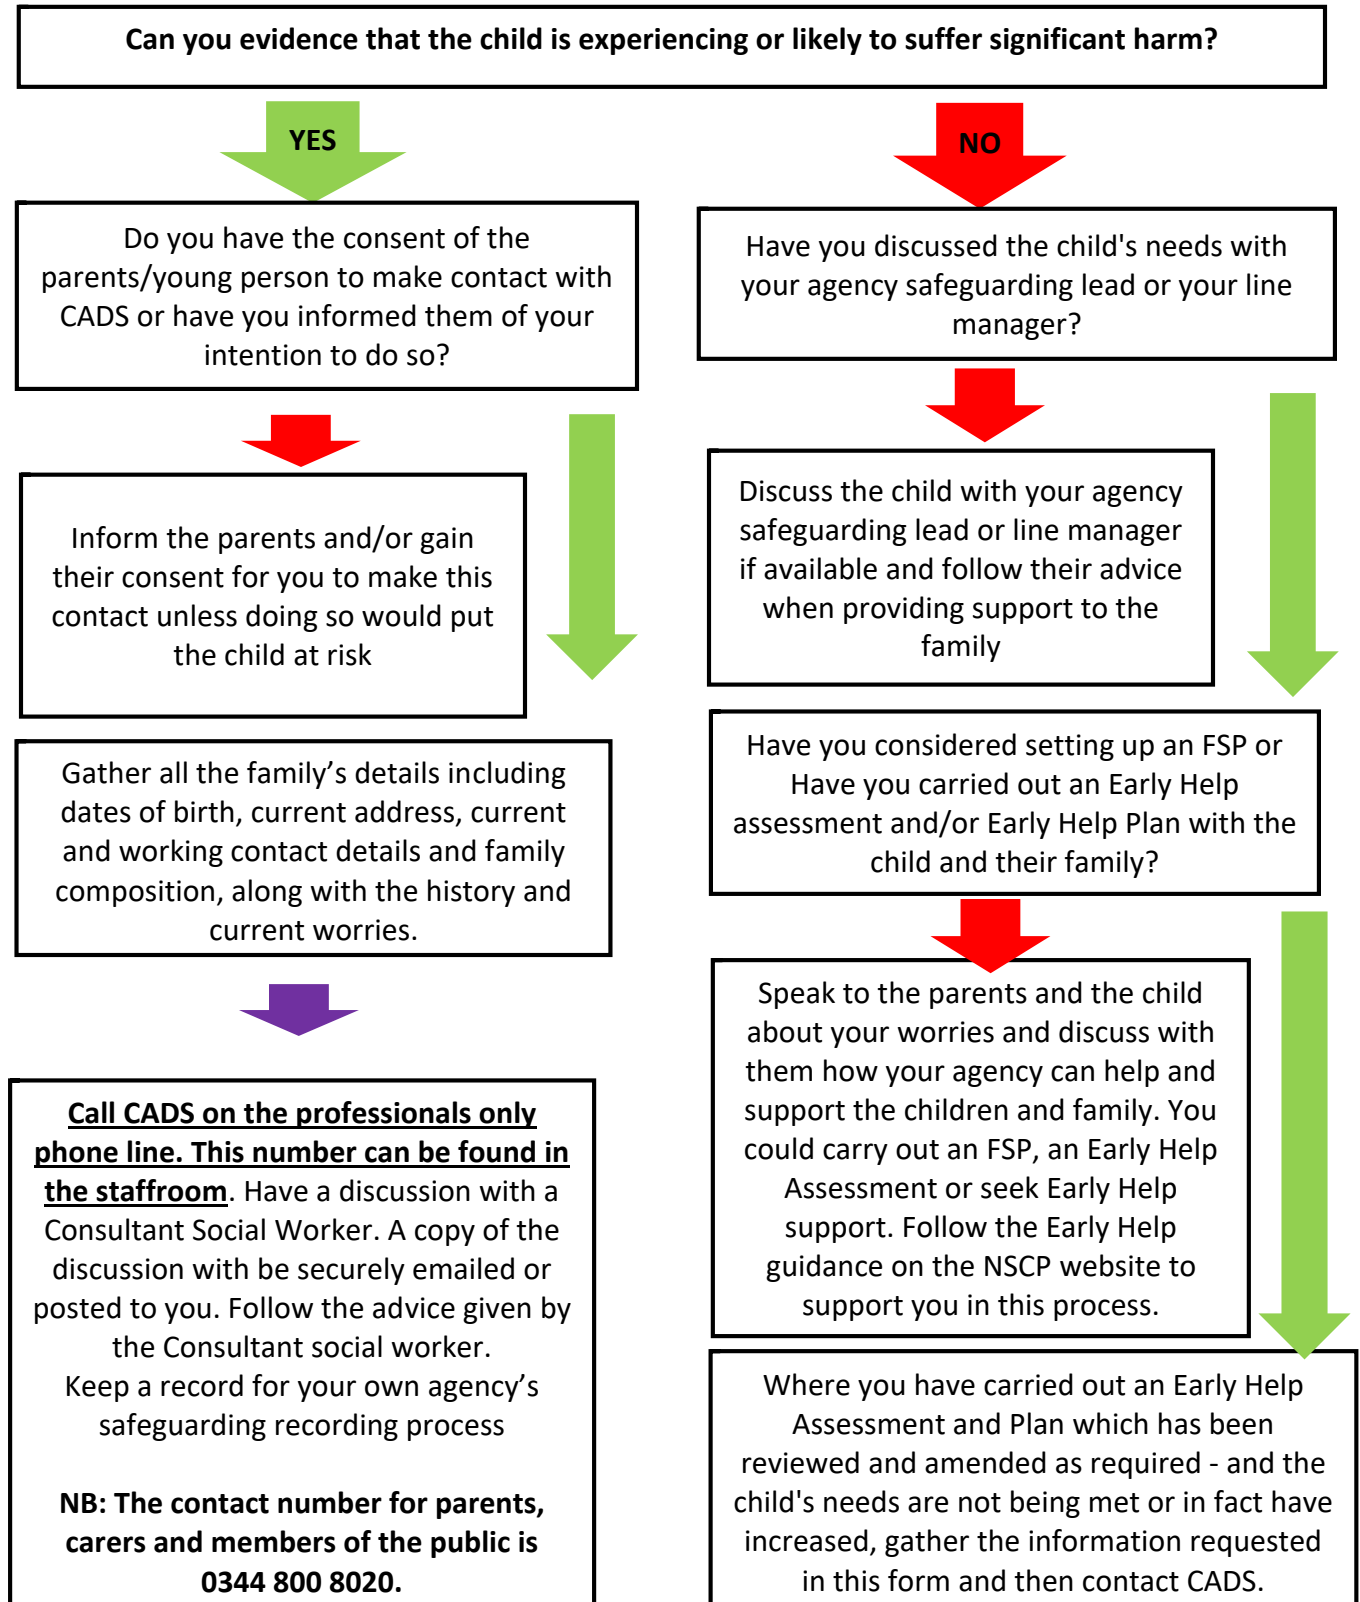 Can you evidence that the child is experiencing or likely to suffer significant harm?
YES
NO
Do you have the consent of the
parents/young person to make contact with
CADS or have you informed them of your
intention to do so?
Have you discussed the child's needs with
your agency safeguarding lead or your line
manager?
Inform the parents and/or gain
their consent for you to make this
contact unless doing so would put
the child at risk
Discuss the child with your agency
safeguarding lead or line manager
if available and follow their advice
when providing support to the
family
Gather all the family’s details including
dates of birth, current address, current
and working contact details and family
composition, along with the history and
current worries.
Have you considered setting up an FSP or
Have you carried out an Early Help
assessment and/or Early Help Plan with the
child and their family?
Call CADS on the professionals only
phone line. This number can be found in
the staffroom. Have a discussion with a
Consultant Social Worker. A copy of the
discussion with be securely emailed or
posted to you. Follow the advice given by
the Consultant social worker.
Keep a record for your own agency’s
safeguarding recording process
NB: The contact number for parents,
carers and members of the public is
0344 800 8020.
Speak to the parents and the child
about your worries and discuss with
them how your agency can help and
support the children and family. You
could carry out an FSP, an Early Help
Assessment or seek Early Help
support. Follow the Early Help
guidance on the NSCP website to
support you in this process.
Where you have carried out an Early Help
Assessment and Plan which has been
reviewed and amended as required - and the
child's needs are not being met or in fact have
increased, gather the information requested
in this form and then contact CADS.